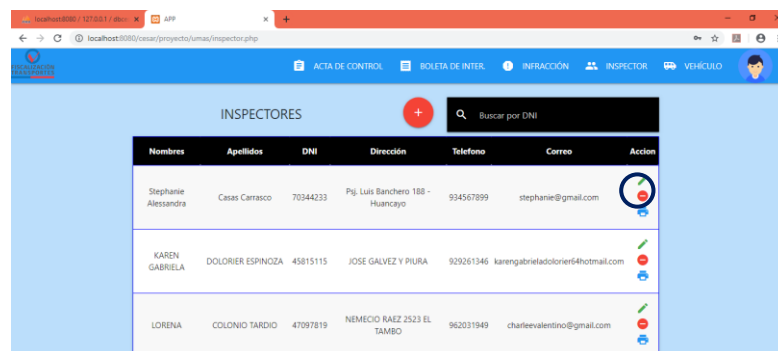 localhost:8080 / 127.0.0.1 / dbco
APP
localhost:8080/cesar/proyecto/umas/inspector.php
FISCALIZACIÓN
TRANSPORTES
ACTA DE CONTROL
BOLETA DE INTER.
INFRACCIÓN
INSPECTOR
VEHÍCULO
INSPECTORES
+
Buscar por DNI
Nombres Apellidos DNI Dirección Telefono Correo Accion
Stephanie Alessandra Casas Carrasco 70344233 Psj. Luis Banchero 188 - Huancayo 934567899 stephanie@gmail.com
KAREN GABRIELA DOLORIER ESPINOZA 45815115 JOSE GALVEZ Y PIURA 929261346 karengabrieladolorier64hotmail.com
LORENA COLONIO TARDIO 47097819 NEMECIO RAEZ 2523 EL TAMBO 962031949 charleevalentino@gmail.com